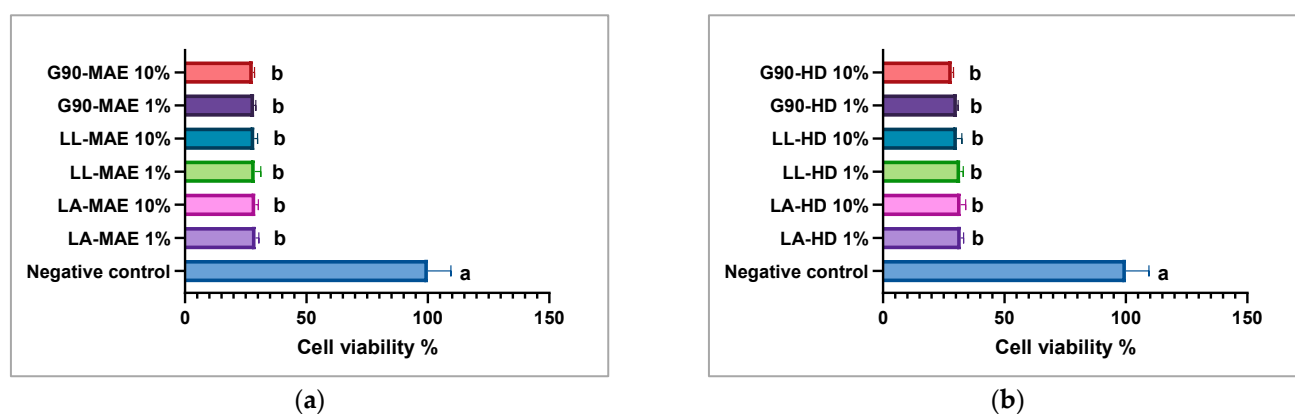 G90-MAE 10% b
G90-MAE 1% b
LL-MAE 10% b
LL-MAE 1% b
LA-MAE 10% b
LA-MAE 1% b
Negative control a
0 50 100 150
Cell viability %
(a)
G90-HD 10% b
G90-HD 1% b
LL-HD 10% b
LL-HD 1% b
LA-HD 10% b
LA-HD 1% b
Negative control a
0 50 100 150
Cell viability %
(b)